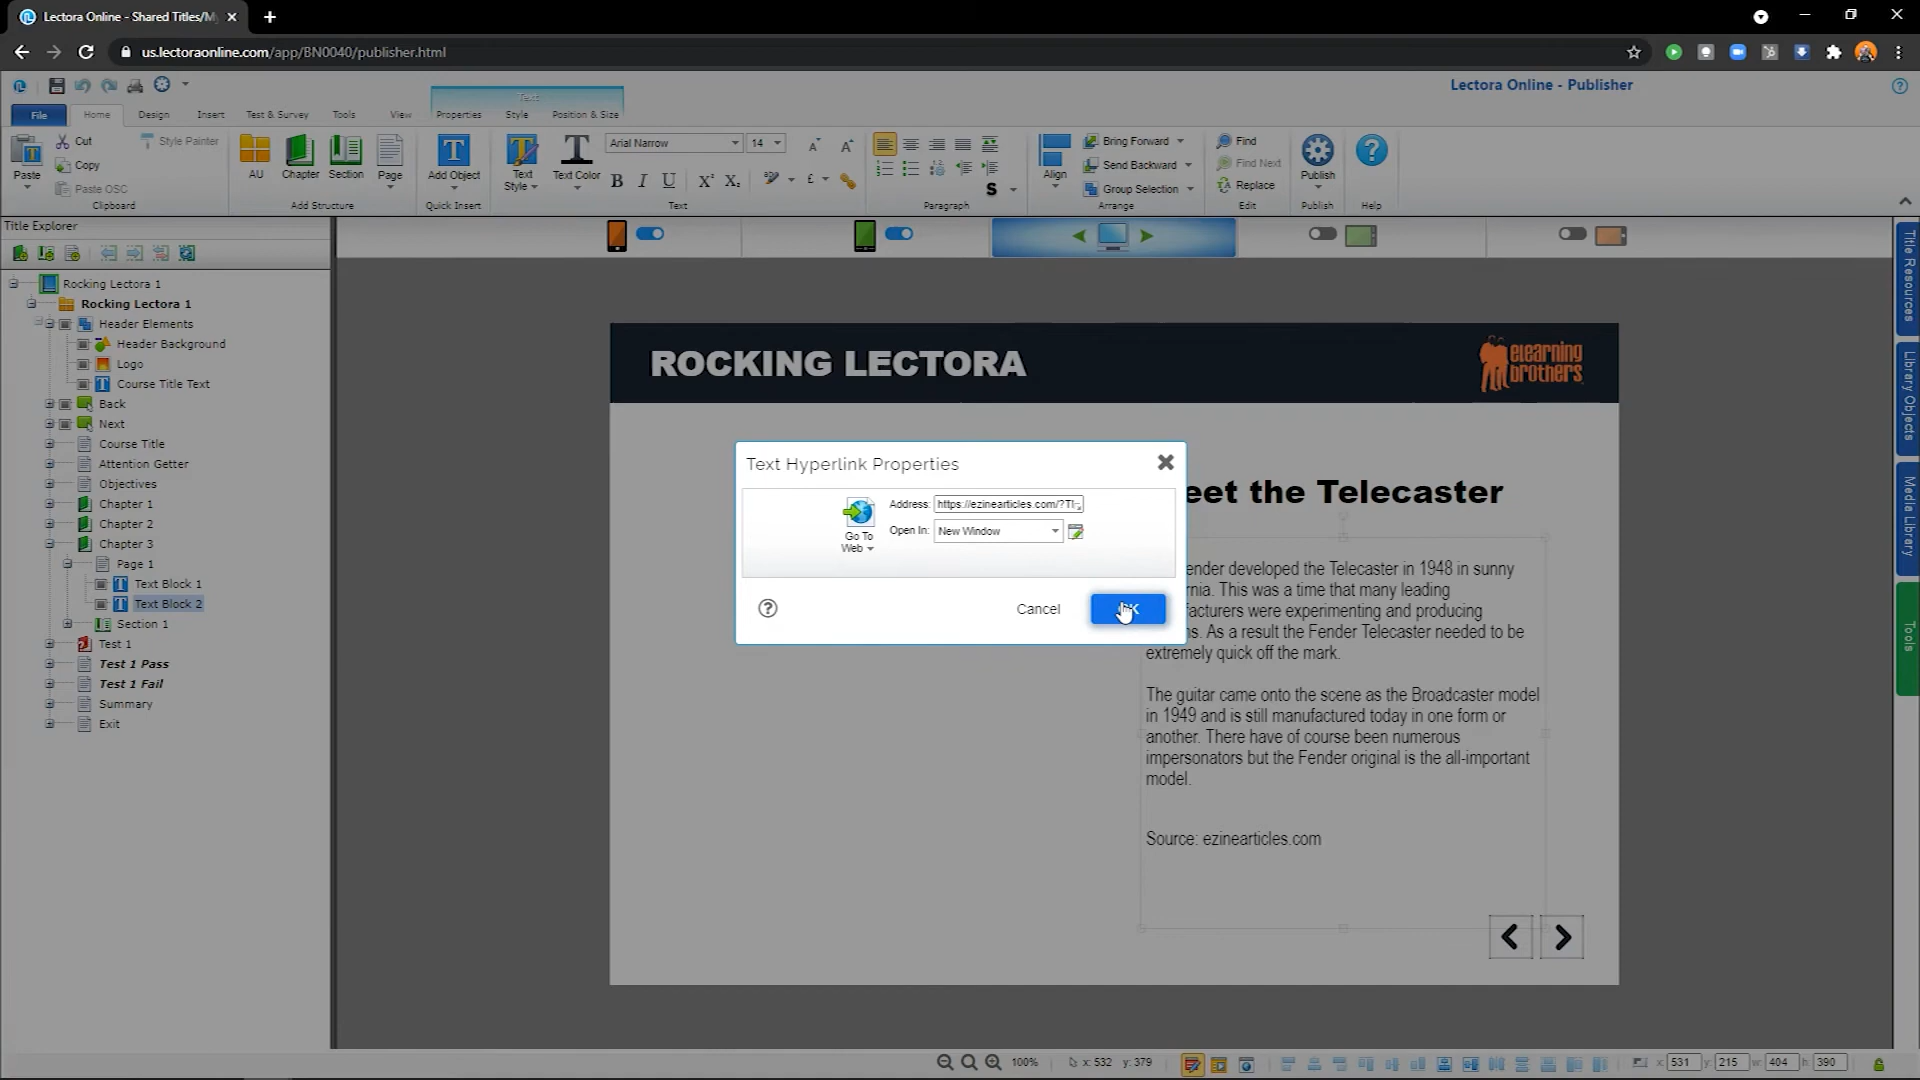 Lectora Online - Shared Titles/M
us.lectoraonline.com/app/BN0040/publisher.html
Lectora Online - Publisher
Text
File Home Design Insert Test & Survey Tools View Properties Style Position & Size
Paste
Cut
Copy
Paste OSC
Style Painter
Clipboard
AU Chapter Section Page
Add Structure
Add Object
Quick Insert
Text Style
Text Color
Arial Narrow 14
B I U X² X₂
Text
Paragraph
Align
Bring Forward
Send Backward
Group Selection
Arrange
Find
Find Next
Replace
Edit
Publish
Publish
Help
Title Explorer
Rocking Lectora 1
Rocking Lectora 1
Header Elements
Header Background
Logo
Course Title Text
Back
Next
Course Title
Attention Getter
Objectives
Chapter 1
Chapter 2
Chapter 3
Page 1
Text Block 1
Text Block 2
Section 1
Test 1
Test 1 Pass
Test 1 Fail
Summary
Exit
Title Resources
Library Objects
Media Library
Tools
ROCKING LECTORA
elearning
brothers
eet the Telecaster
Text Hyperlink Properties
Go To
Web
Address: https://ezinearticles.com/?T
Open In: New Window
Cancel
ender developed the Telecaster in 1948 in sunny
rnia. This was a time that many leading
facturers were experimenting and producing
s. As a result the Fender Telecaster needed to be
extremely quick off the mark.
The guitar came onto the scene as the Broadcaster model
in 1949 and is still manufactured today in one form or
another. There have of course been numerous
impersonators but the Fender original is the all-important
model.
Source: ezinearticles.com
100% x: 532 y: 379 x: 531 y: 215 w: 404 h: 390